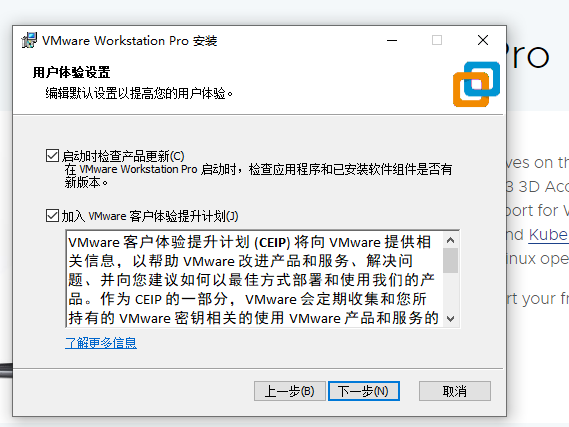 VMware Workstation Pro 安装
用户体验设置
编辑默认设置以提高您的用户体验。
启动时检查产品更新(C)
在 VMware Workstation Pro 启动时，检查应用程序和已安装软件组件是否有
新版本。
加入 VMware 客户体验提升计划(J)
VMware 客户体验提升计划 (CEIP) 将向 VMware 提供相
关信息，以帮助 VMware 改进产品和服务、解决问
题、并向您建议如何以最佳方式部署和使用我们的产
品。作为 CEIP 的一部分，VMware 会定期收集和您所
持有的 VMware 密钥相关的使用 VMware 产品和服务的
了解更多信息
上一步(B)
下一步(N)
取消
Pro
ves on th
3 3D Acc
port for V
nd Kube
inux ope
rt your fr